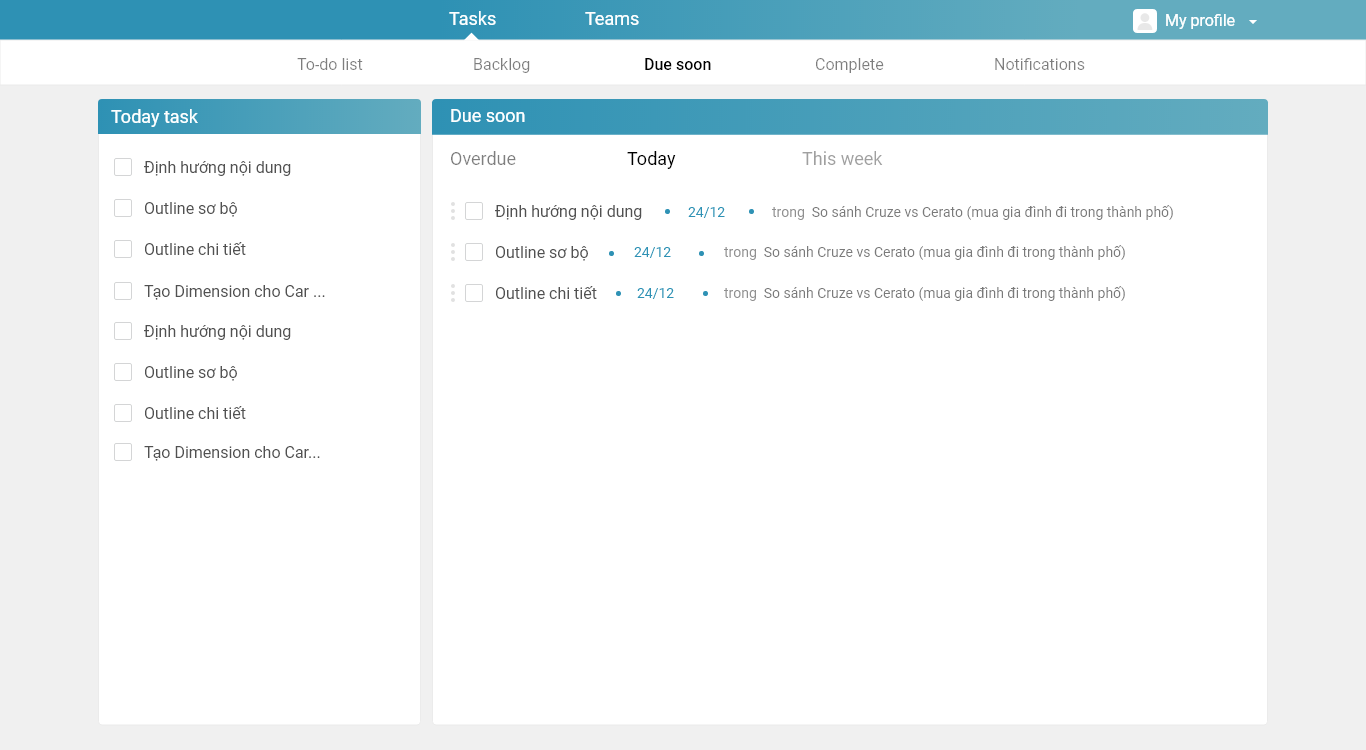 Tasks Teams My profile
To-do list Backlog Due soon Complete Notifications
Today task
Định hướng nội dung
Outline sơ bộ
Outline chi tiết
Tạo Dimension cho Car ...
Định hướng nội dung
Outline sơ bộ
Outline chi tiết
Tạo Dimension cho Car...
Due soon
Overdue Today This week
Định hướng nội dung • 24/12 • trong So sánh Cruze vs Cerato (mua gia đình đi trong thành phố)
Outline sơ bộ • 24/12 • trong So sánh Cruze vs Cerato (mua gia đình đi trong thành phố)
Outline chi tiết • 24/12 • trong So sánh Cruze vs Cerato (mua gia đình đi trong thành phố)